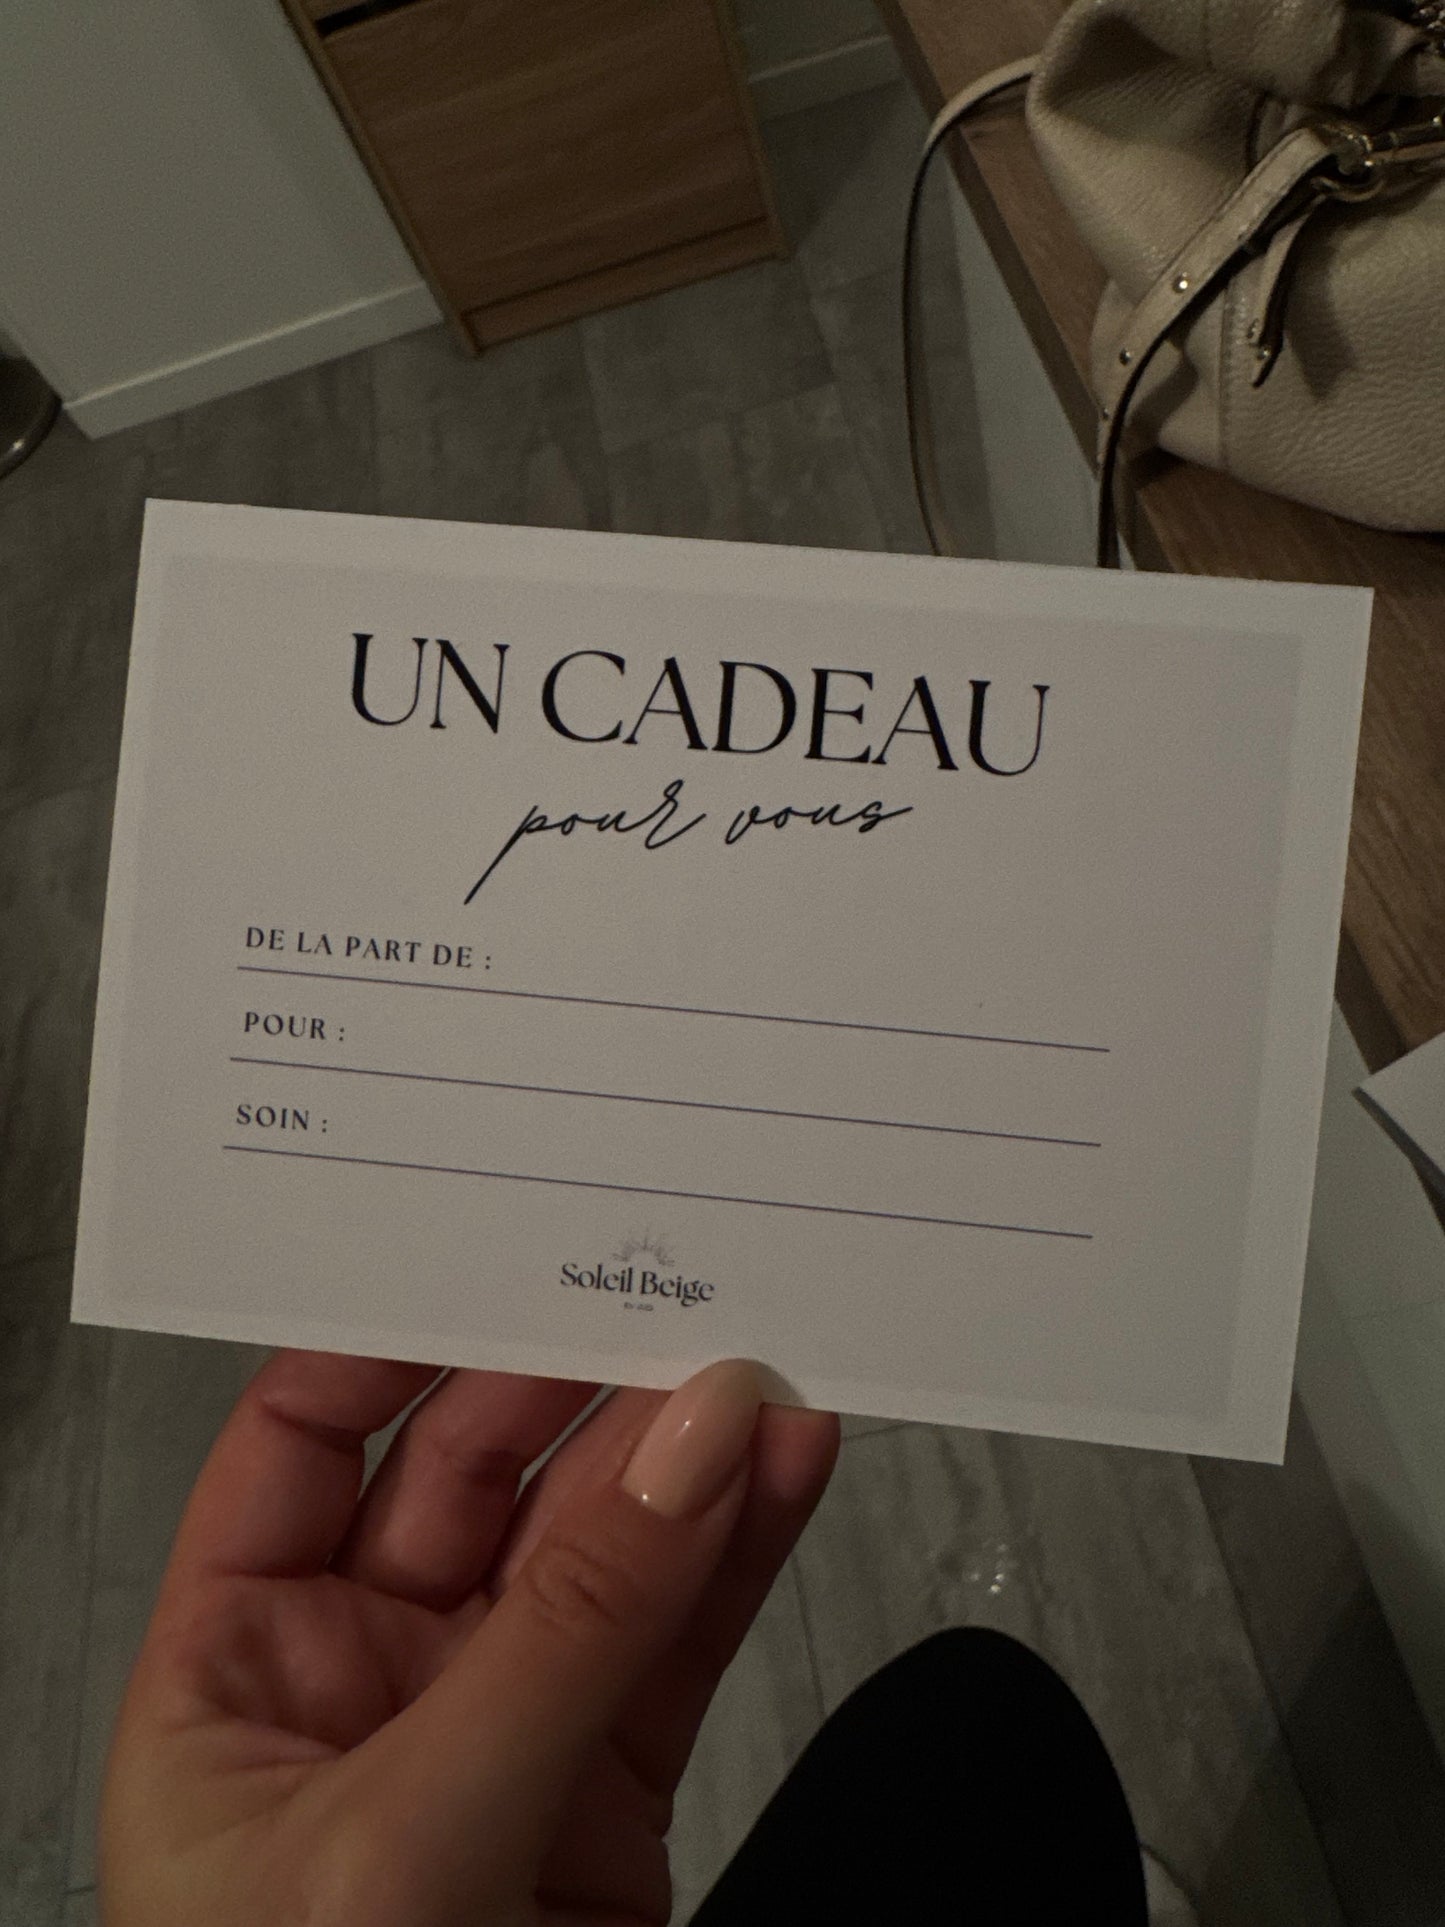 UN CADEAU
pour vous
DE LA PART DE :
POUR :
SOIN :
Soleil Beige